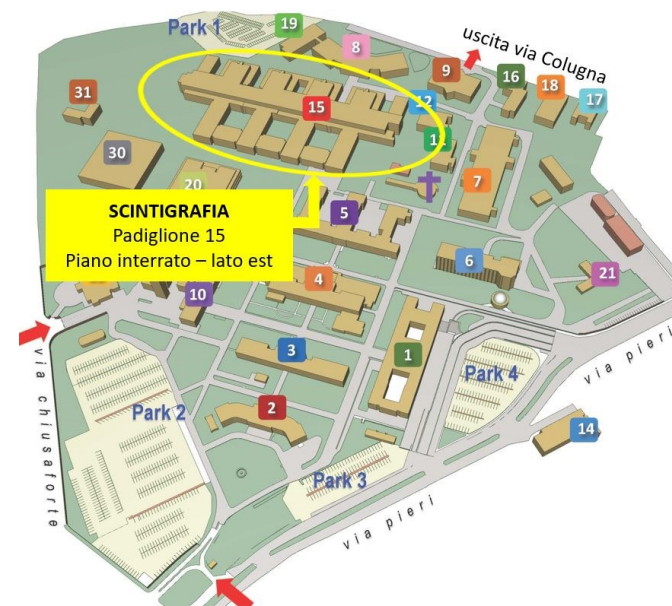 19
Park 1
8
uscita via Colugna
9
16
18
17
31
15
12
11
30
20
7
SCINTIGRAFIA
Padiglione 15
Piano interrato – lato est
5
6
21
4
10
3
1
Park 4
via pieri
via chiusaforte
2
Park 2
14
Park 3
via pieri